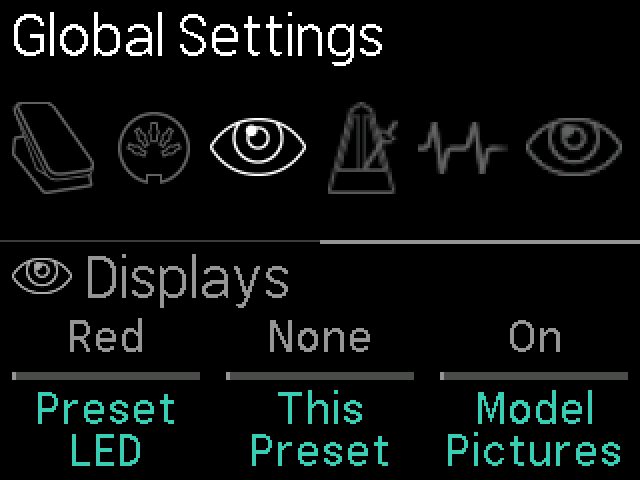 Global Settings
Displays
Red None On
Preset This Model
LED Preset Pictures